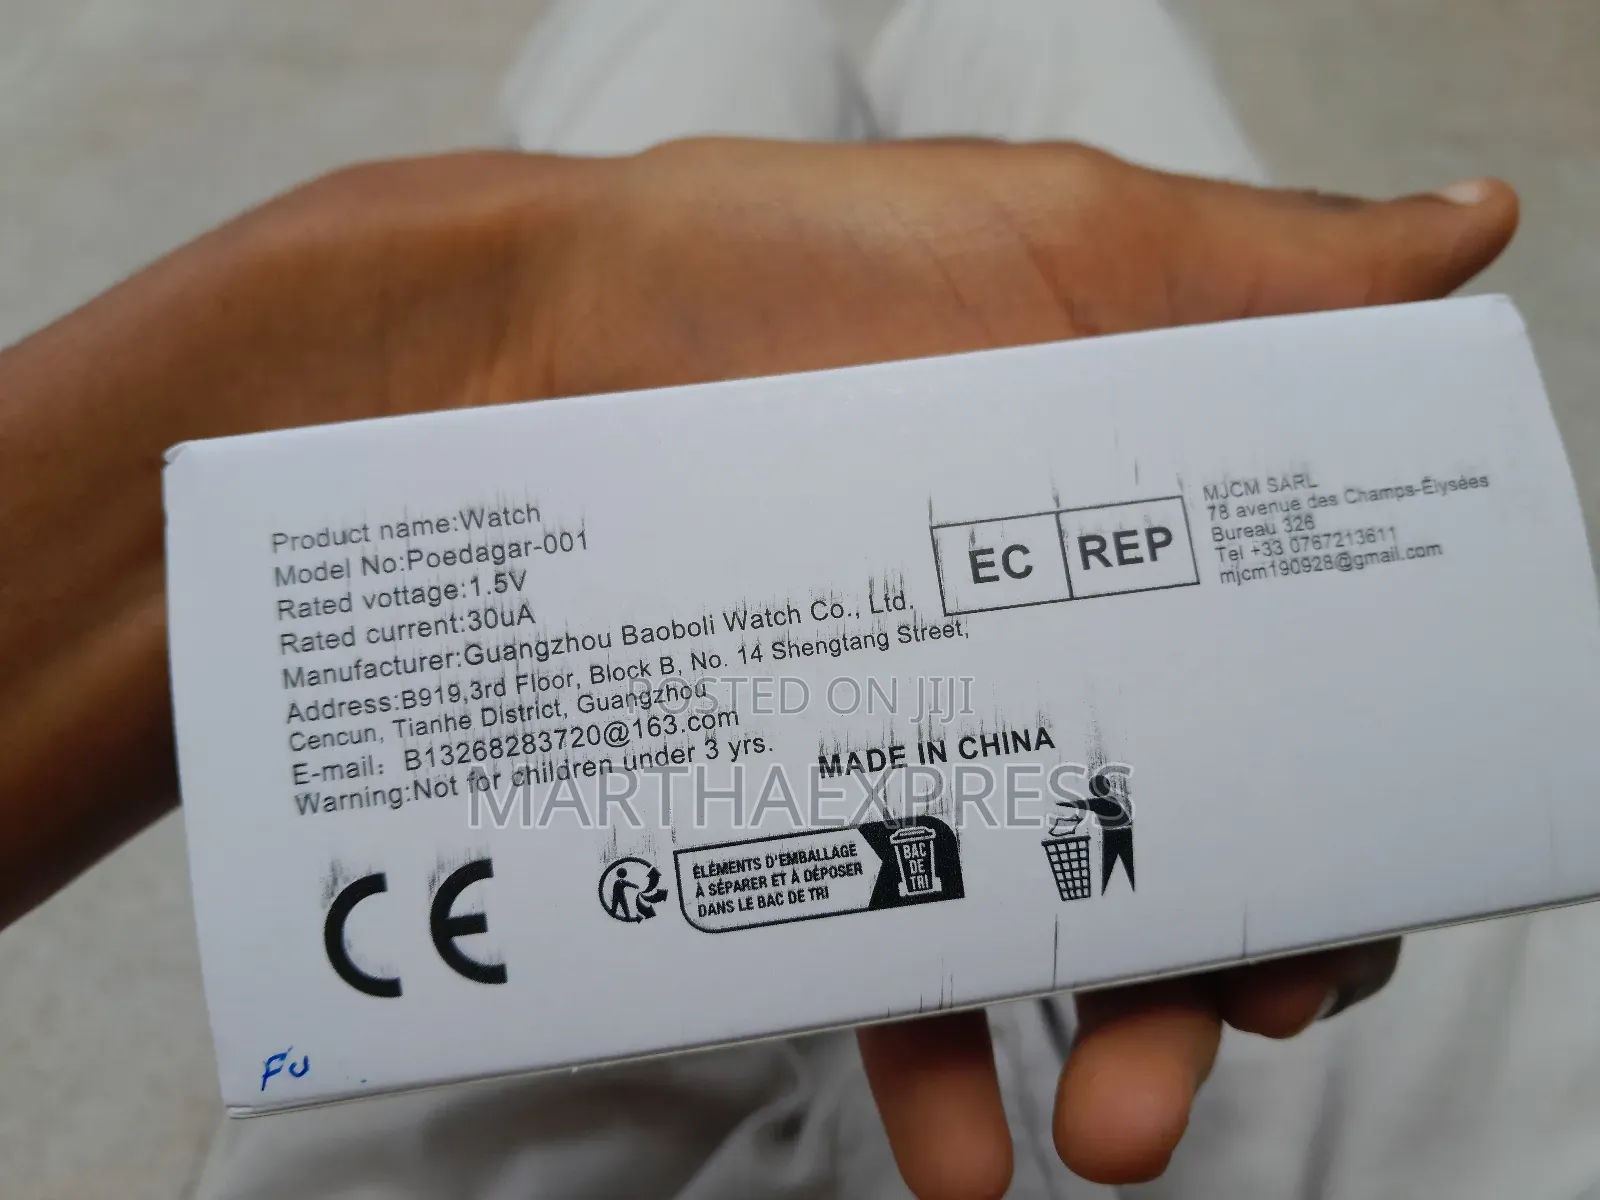 Product name:Watch
Model No:Poedagar-001
Rated vottage:1.5V
Rated current:30uA
Manufacturer:Guangzhou Baoboli Watch Co., Ltd.
Address:B919,3rd Floor, Block B, No. 14 Shengtang Street,
Cencun, Tianhe District, Guangzhou
E-mail: B13268283720@163.com
Warning:Not for children under 3 yrs.
EC REP
MJCM SARL
78 avenue des Champs-Élysées
Bureau 326
Tel +33 0767213611
mjcm190928@gmail.com
POSTED ON JIJI
MADE IN CHINA
MARTHAEXPRESS
CE
ÉLÉMENTS D'EMBALLAGE
À SÉPARER ET À DÉPOSER
DANS LE BAC DE TRI
BAC
DE
TRI
FU